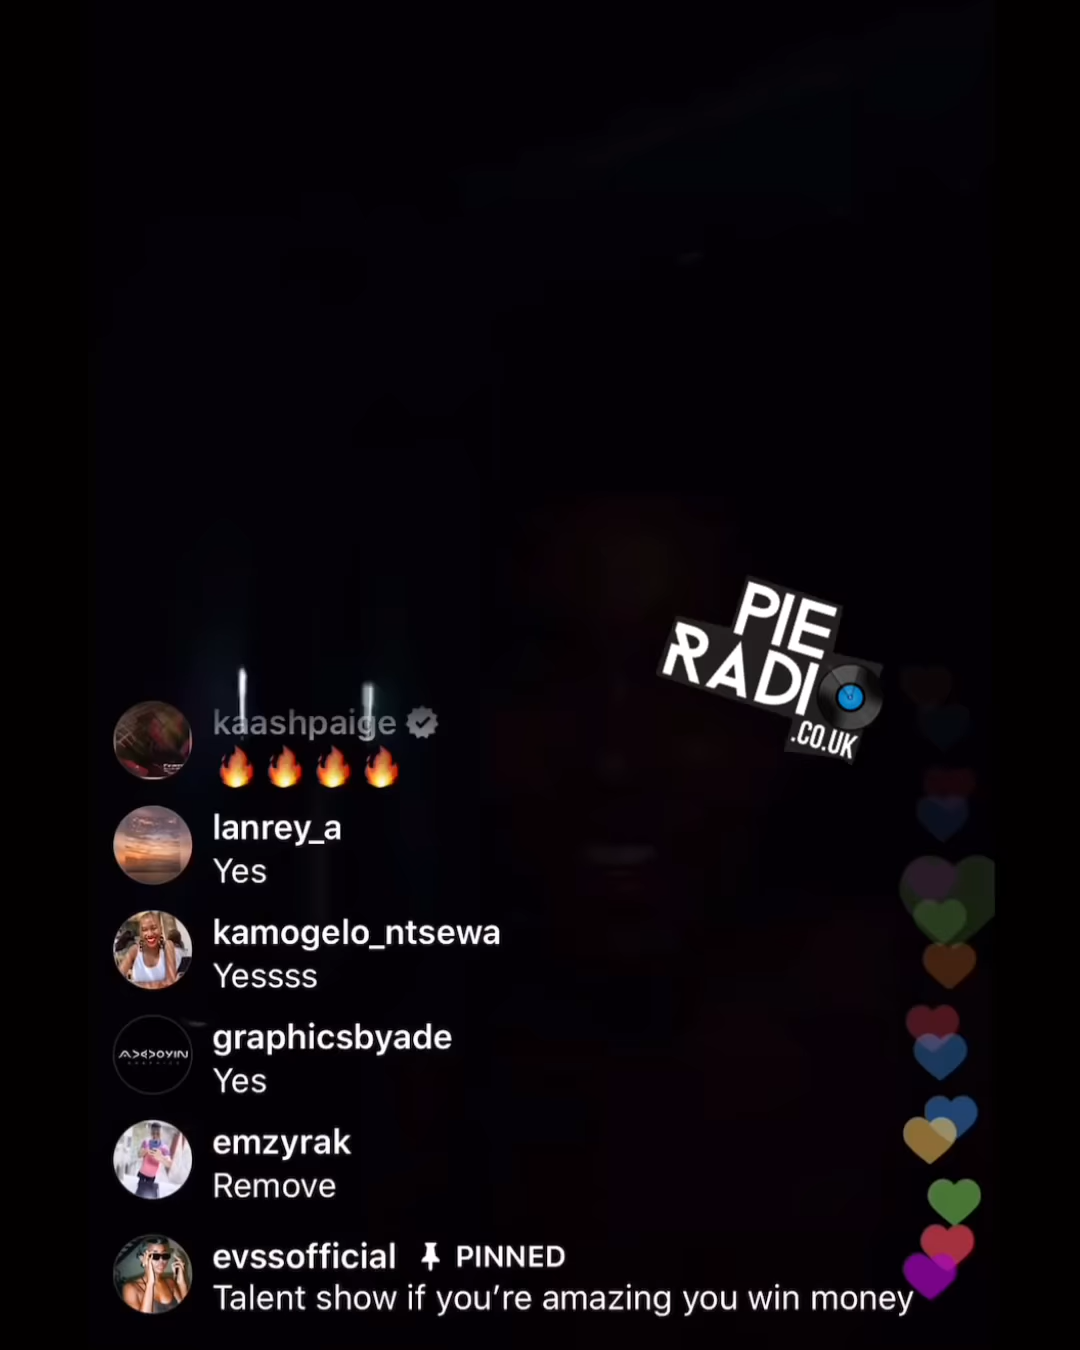 PIE
RADIO
.CO.UK
kaashpaige
🔥🔥🔥🔥
lanrey_a
Yes
kamogelo_ntsewa
Yessss
graphicsbyade
Yes
emzyrak
Remove
evssofficial PINNED
Talent show if you’re amazing you win money